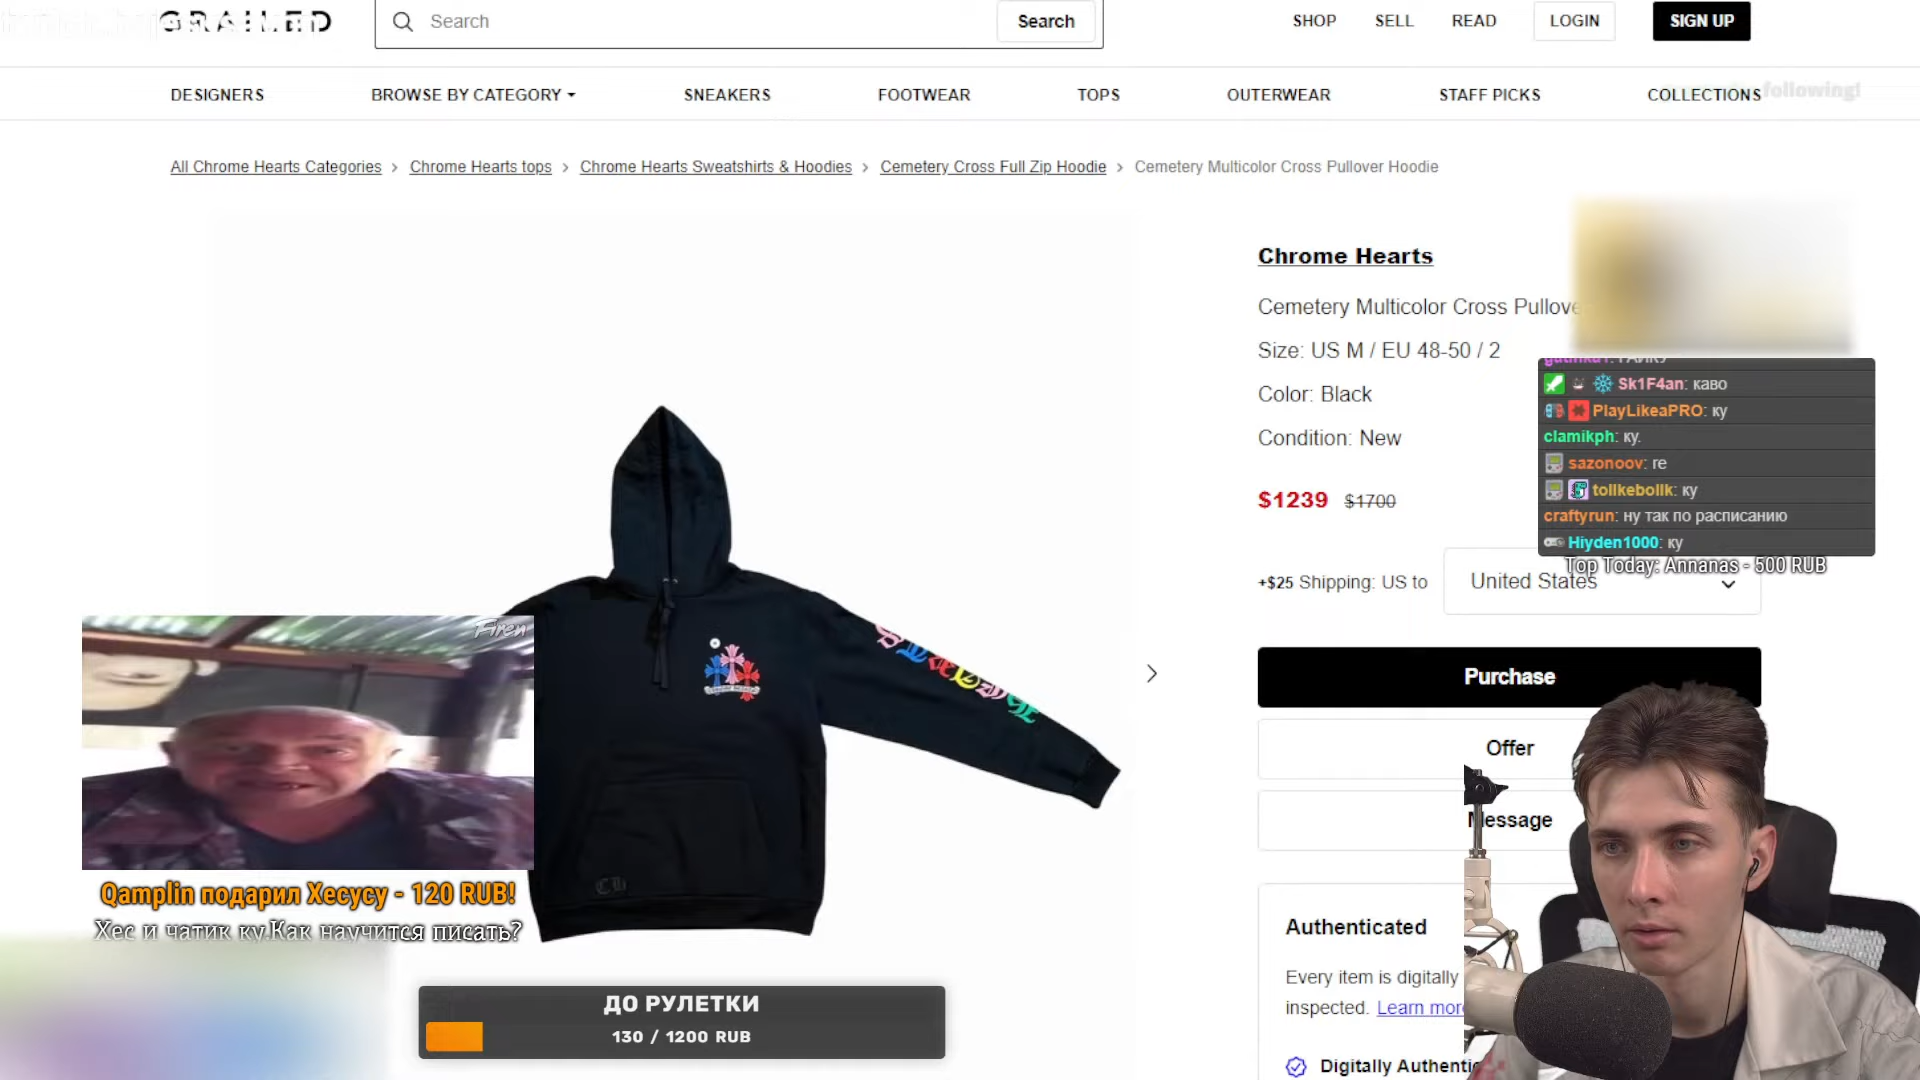 GRAILED
Search
Search
SHOP
SELL
READ
LOGIN
SIGN UP
DESIGNERS
BROWSE BY CATEGORY
SNEAKERS
FOOTWEAR
TOPS
OUTERWEAR
STAFF PICKS
COLLECTIONS
following!
All Chrome Hearts Categories > Chrome Hearts tops > Chrome Hearts Sweatshirts & Hoodies > Cemetery Cross Full Zip Hoodie > Cemetery Multicolor Cross Pullover Hoodie
Chrome Hearts
Cemetery Multicolor Cross Pullove
Size: US M / EU 48-50 / 2
Color: Black
Condition: New
$1239 $1700
+$25 Shipping: US to
United States
Purchase
Offer
Message
Authenticated
Every item is digitally
inspected. Learn mor
Digitally Authentic
Sk1F4an: каво
PlayLikeaPRO: ку
clamikph: ку.
sazonoov: re
tollkebollk: ку
craftyrun: ну так по расписанию
Hiyden1000: ку
Top Today: Annanas - 500 RUB
Firen
Qamplin подарил Хесусу - 120 RUB!
Хес и чатик ку.Как научится писать?
ДО РУЛЕТКИ
130 / 1200 RUB